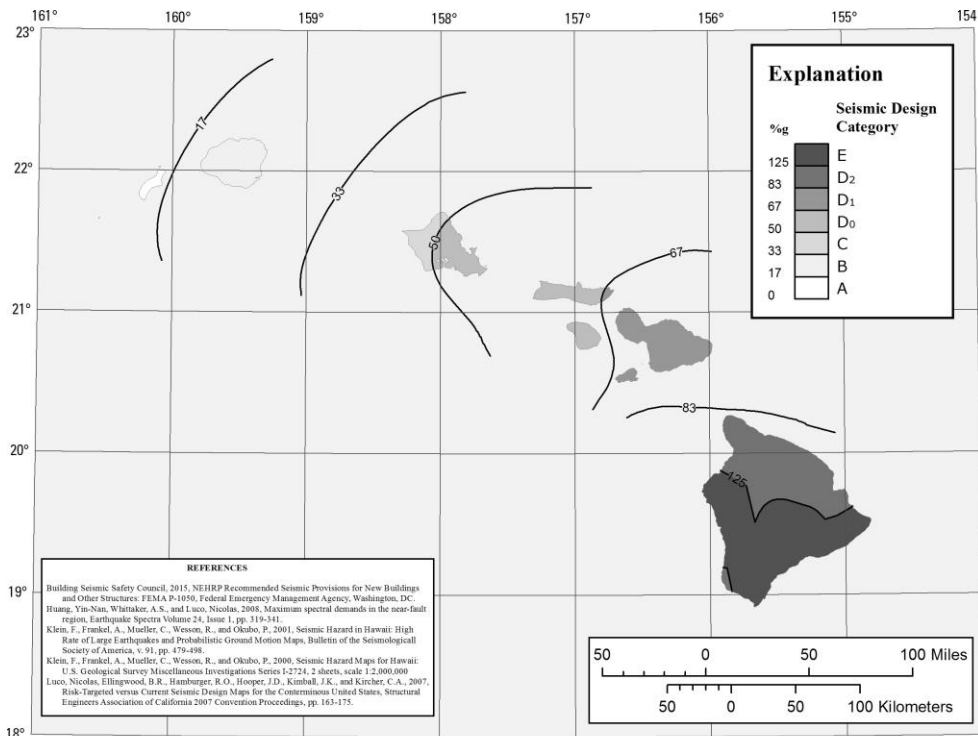 161° 160° 159° 158° 157° 156° 155° 154
23°
22°
21°
20°
19°
18°
17
33
50
67
83
125
Explanation
%g
Seismic Design
Category
125 E
83 D2
67 D1
50 D0
33 C
17 B
0 A
REFERENCES
Building Seismic Safety Council, 2015, NEHRP Recommended Seismic Provisions for New Buildings
and Other Structures: FEMA P-1050, Federal Emergency Management Agency, Washington, DC.
Huang, Yin-Nan, Whittaker, A.S., and Luco, Nicolas, 2008, Maximum spectral demands in the near-fault
region, Earthquake Spectra Volume 24, Issue 1, pp. 319-341.
Klein, F., Frankel, A., Mueller, C., Wesson, R., and Okubo, P., 2001, Seismic Hazard in Hawaii: High
Rate of Large Earthquakes and Probabilistic Ground Motion Maps, Bulletin of the Seismologicall
Society of America, v. 91, pp. 479-498.
Klein, F., Frankel, A., Mueller, C., Wesson, R., and Okubo, P., 2000, Seismic Hazard Maps for Hawaii:
U.S. Geological Survey Miscellaneous Investigations Series I-2724, 2 sheets, scale 1:2,000,000
Luco, Nicolas, Ellingwood, B.R., Hamburger, R.O., Hooper, J.D., Kimball, J.K., and Kircher, C.A., 2007,
Risk-Targeted versus Current Seismic Design Maps for the Conterminous United States, Structural
Engineers Association of California 2007 Convention Proceedings, pp. 163-175.
50 0 50 100 Miles
50 0 50 100 Kilometers